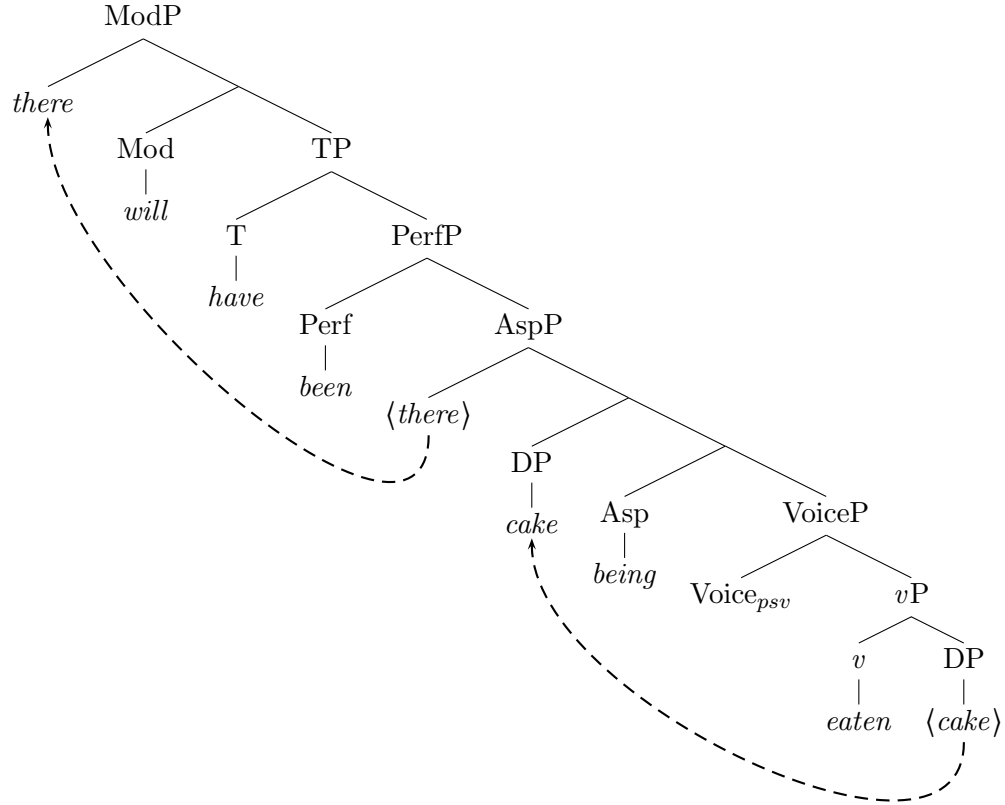 ModP
there
Mod TP
will
T PerfP
have
Perf AspP
been
⟨there⟩
DP
cake Asp VoiceP
being
Voice_psv vP
v DP
eaten ⟨cake⟩